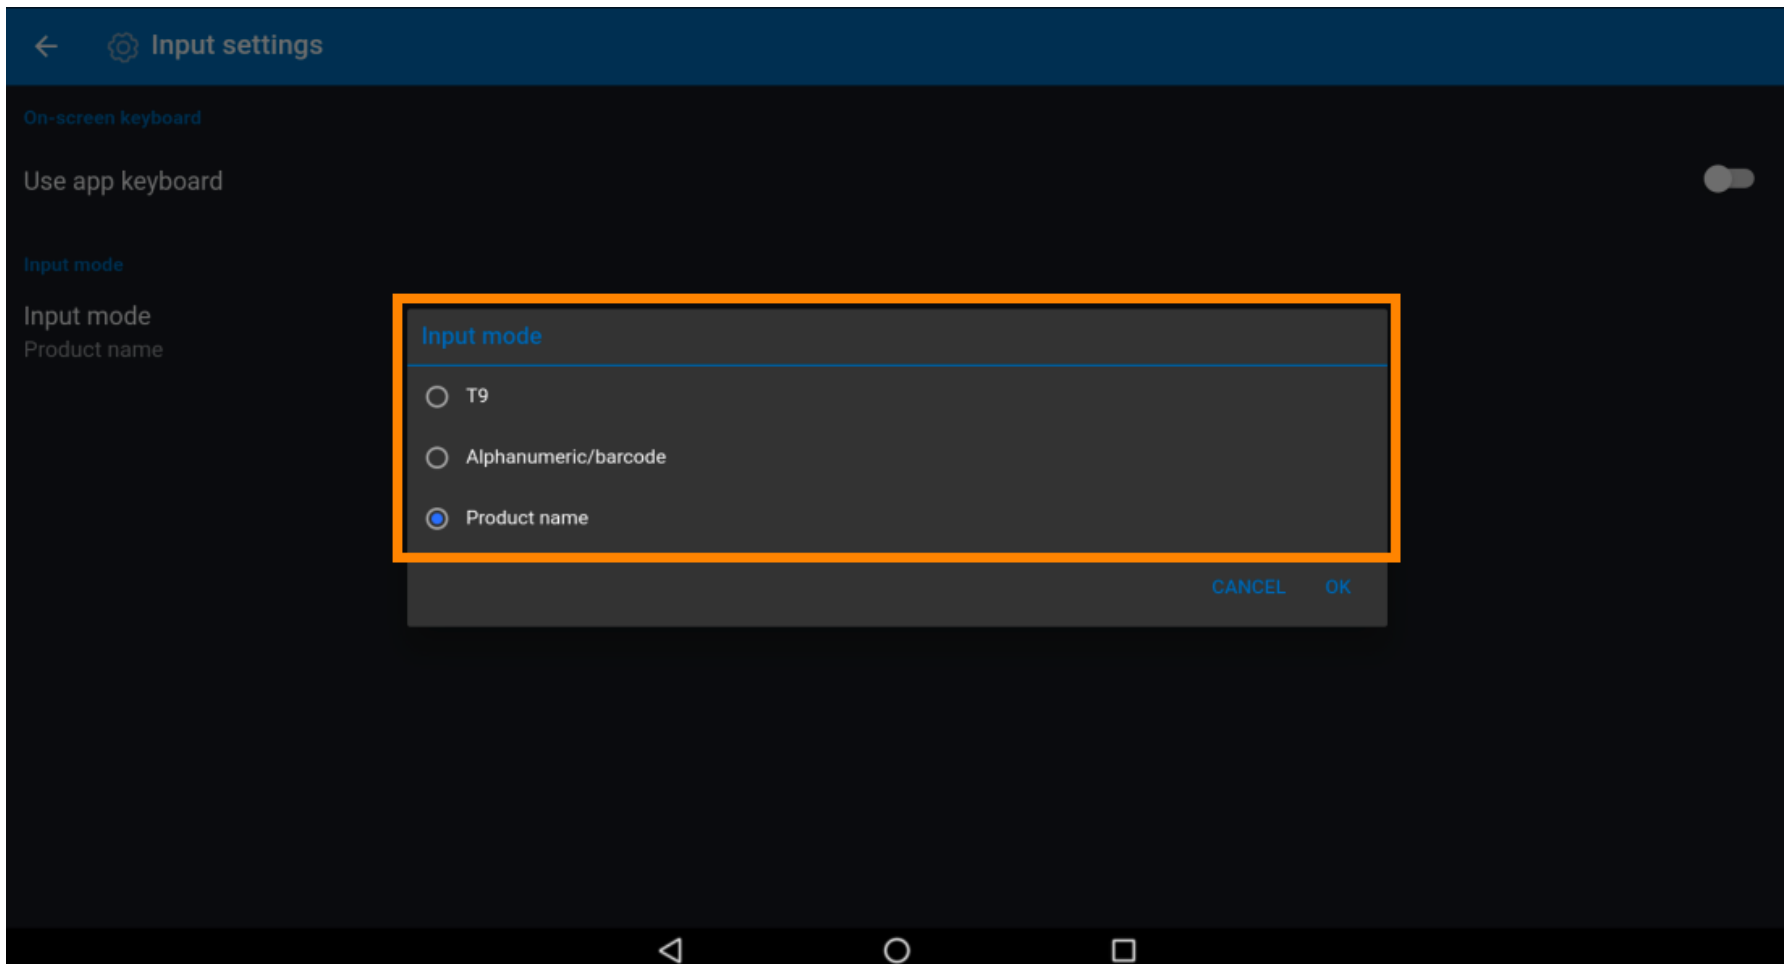 Input settings
On-screen keyboard
Use app keyboard
Input mode
Input mode
Product name
Input mode
T9
Alphanumeric/barcode
Product name
CANCEL OK